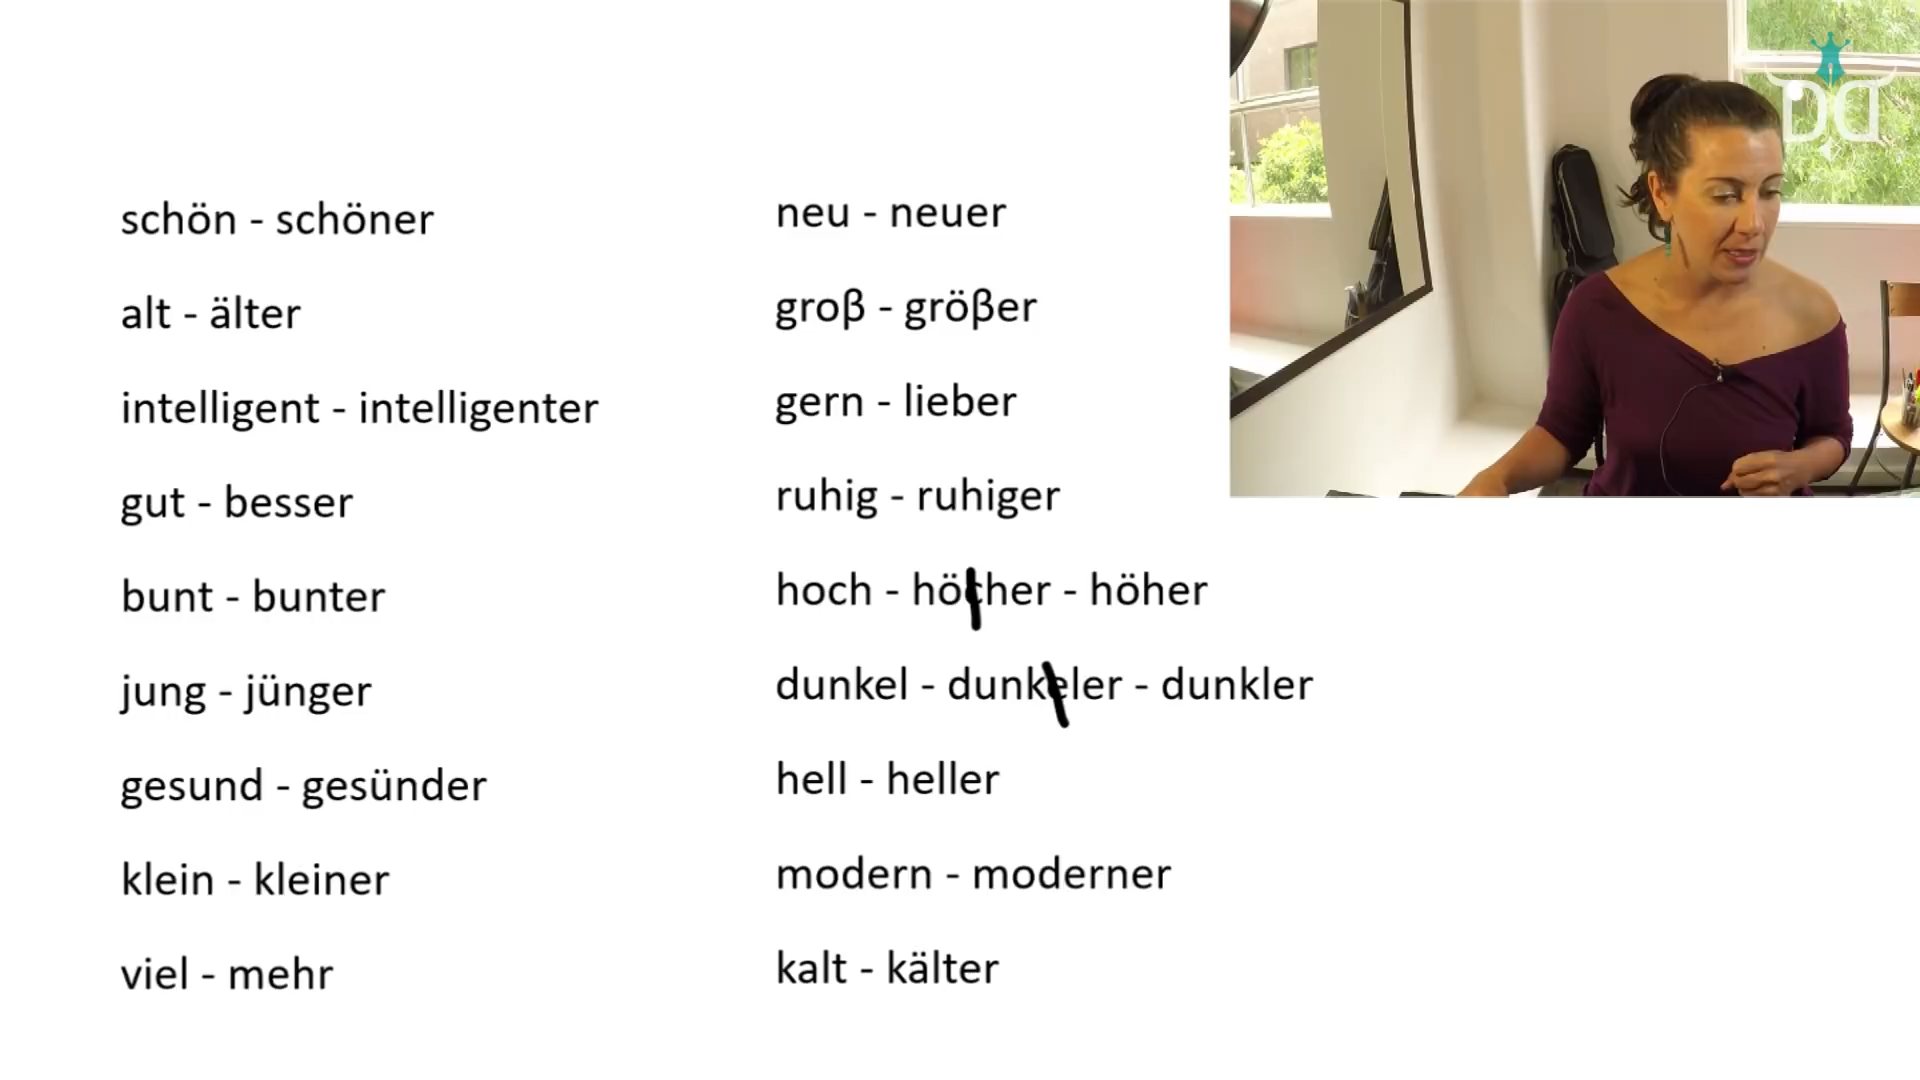 schön - schöner
alt - älter
intelligent - intelligenter
gut - besser
bunt - bunter
jung - jünger
gesund - gesünder
klein - kleiner
viel - mehr
neu - neuer
groβ - gröβer
gern - lieber
ruhig - ruhiger
hoch - höcher - höher
dunkel - dunkeler - dunkler
hell - heller
modern - moderner
kalt - kälter